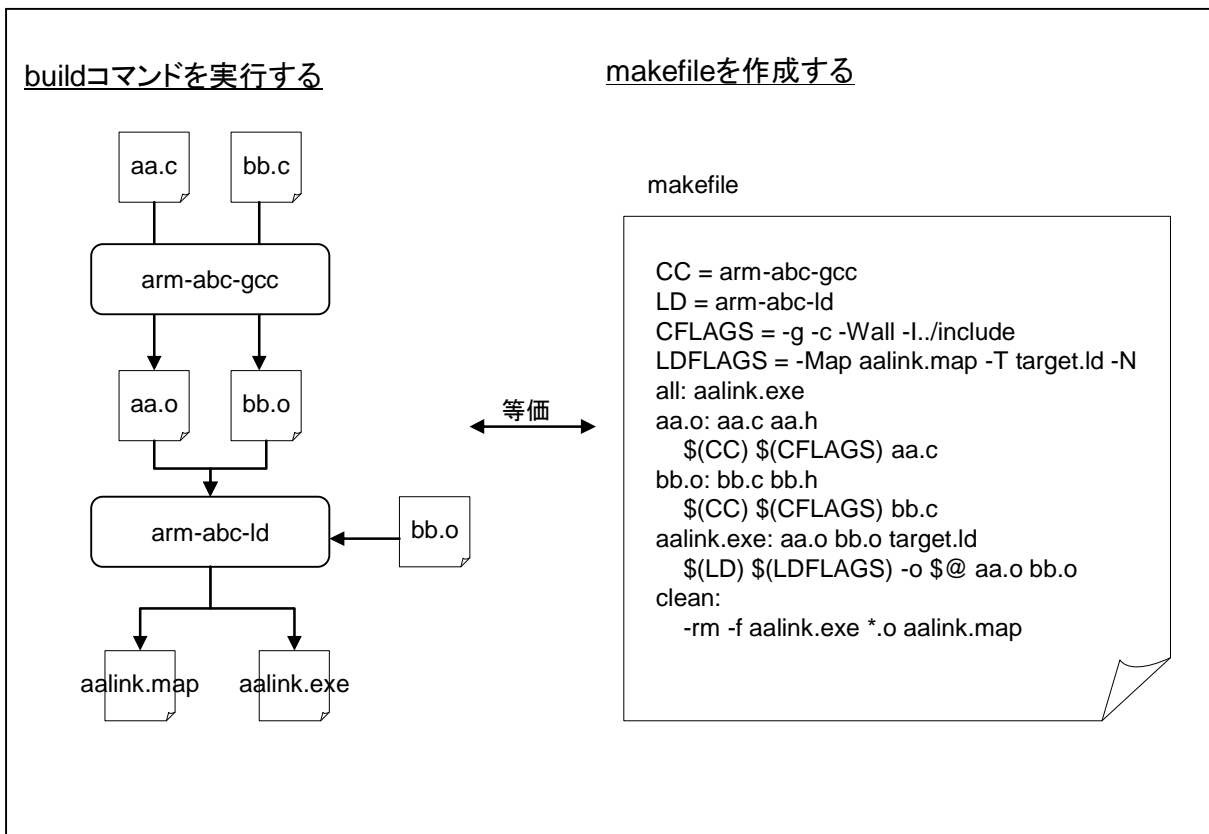 buildコマンドを実行する
aa.c
bb.c
arm-abc-gcc
aa.o
bb.o
arm-abc-ld
bb.o
aalink.map
aalink.exe
等価
makefileを作成する
makefile
CC = arm-abc-gcc
LD = arm-abc-ld
CFLAGS = -g -c -Wall -I../include
LDFLAGS = -Map aalink.map -T target.ld -N
all: aalink.exe
aa.o: aa.c aa.h
$(CC) $(CFLAGS) aa.c
bb.o: bb.c bb.h
$(CC) $(CFLAGS) bb.c
aalink.exe: aa.o bb.o target.ld
$(LD) $(LDFLAGS) -o $@ aa.o bb.o
clean:
-rm -f aalink.exe *.o aalink.map